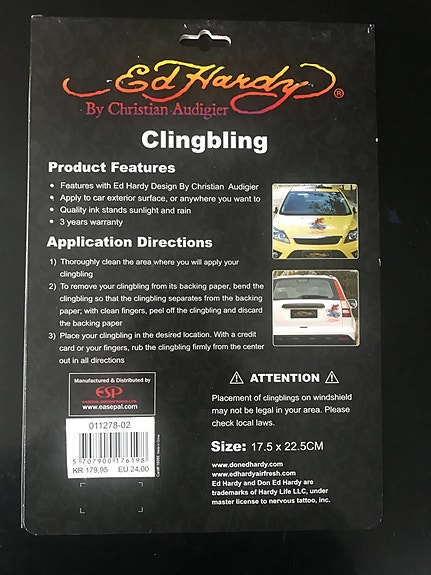 Ed Hardy ®
By Christian Audigier
Clingbling
Product Features
• Features with Ed Hardy Design By Christian Audigier
• Apply to car exterior surface, or anywhere you want to
• Quality ink stands sunlight and rain
• 3 years warranty
Application Directions
1) Thoroughly clean the area where you will apply your
clingbling
2) To remove your clingbling from its backing paper, bend the
clingbling so that the clingbling separates from the backing
paper; with clean fingers, peel off the clingbling and discard
the backing paper
3) Place your clingbling in the desired location. With a credit
card or your fingers, rub the clingbling firmly from the center
out in all directions
Manufactured & Distributed by
ESP
EASEPAL ENTERPRISES LTD.
www.easepal.com
011278-02
5 707900 176198
KR 179,95 EU 24,00
⚠ ATTENTION ⚠
Placement of clingblings on windshield
may not be legal in your area. Please
check local laws.
Size: 17.5 x 22.5CM
www.donedhardy.com
www.edhardyairfresh.com
Ed Hardy and Don Ed Hardy are
trademarks of Hardy Life LLC, under
master license to nervous tattoo, inc.